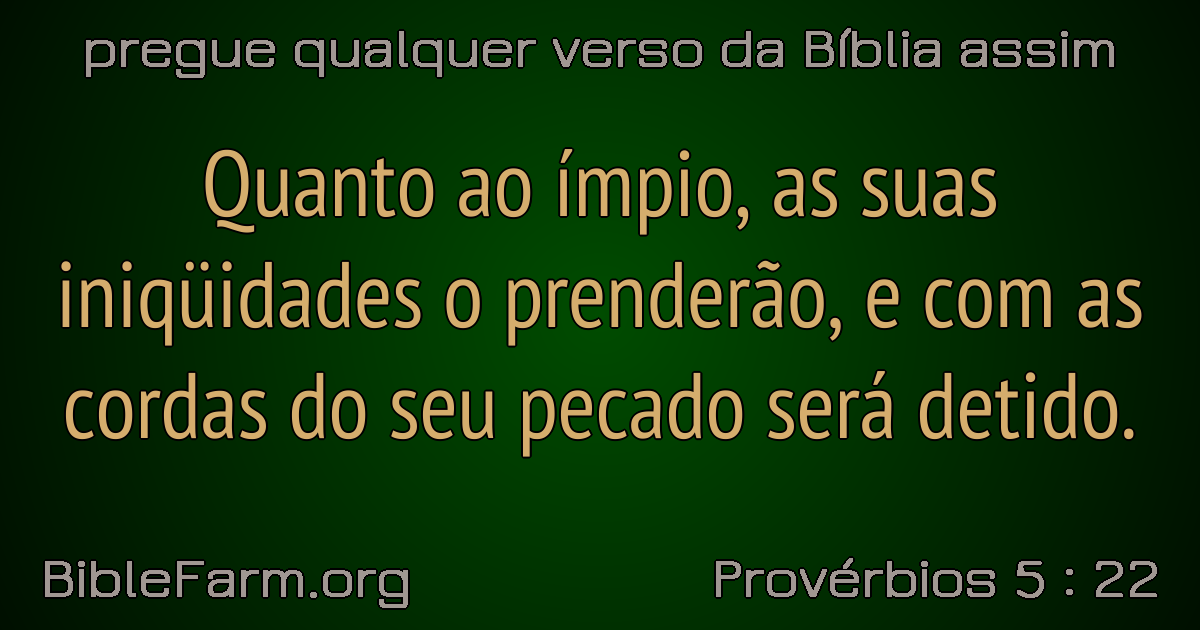 pregue qualquer verso da Bíblia assim
Quanto ao ímpio, as suas
iniqüidades o prenderão, e com as
cordas do seu pecado será detido.
BibleFarm.org
Provérbios 5 : 22